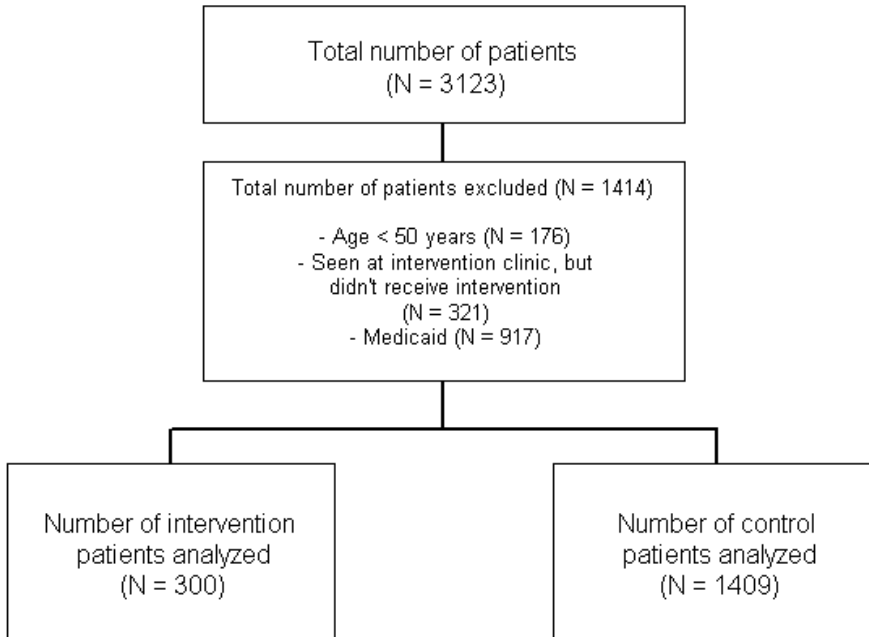 Total number of patients
(N = 3123)
Total number of patients excluded (N = 1414)
- Age < 50 years (N = 176)
- Seen at intervention clinic, but
didn't receive intervention
(N = 321)
- Medicaid (N = 917)
Number of intervention
patients analyzed
(N = 300)
Number of control
patients analyzed
(N = 1409)